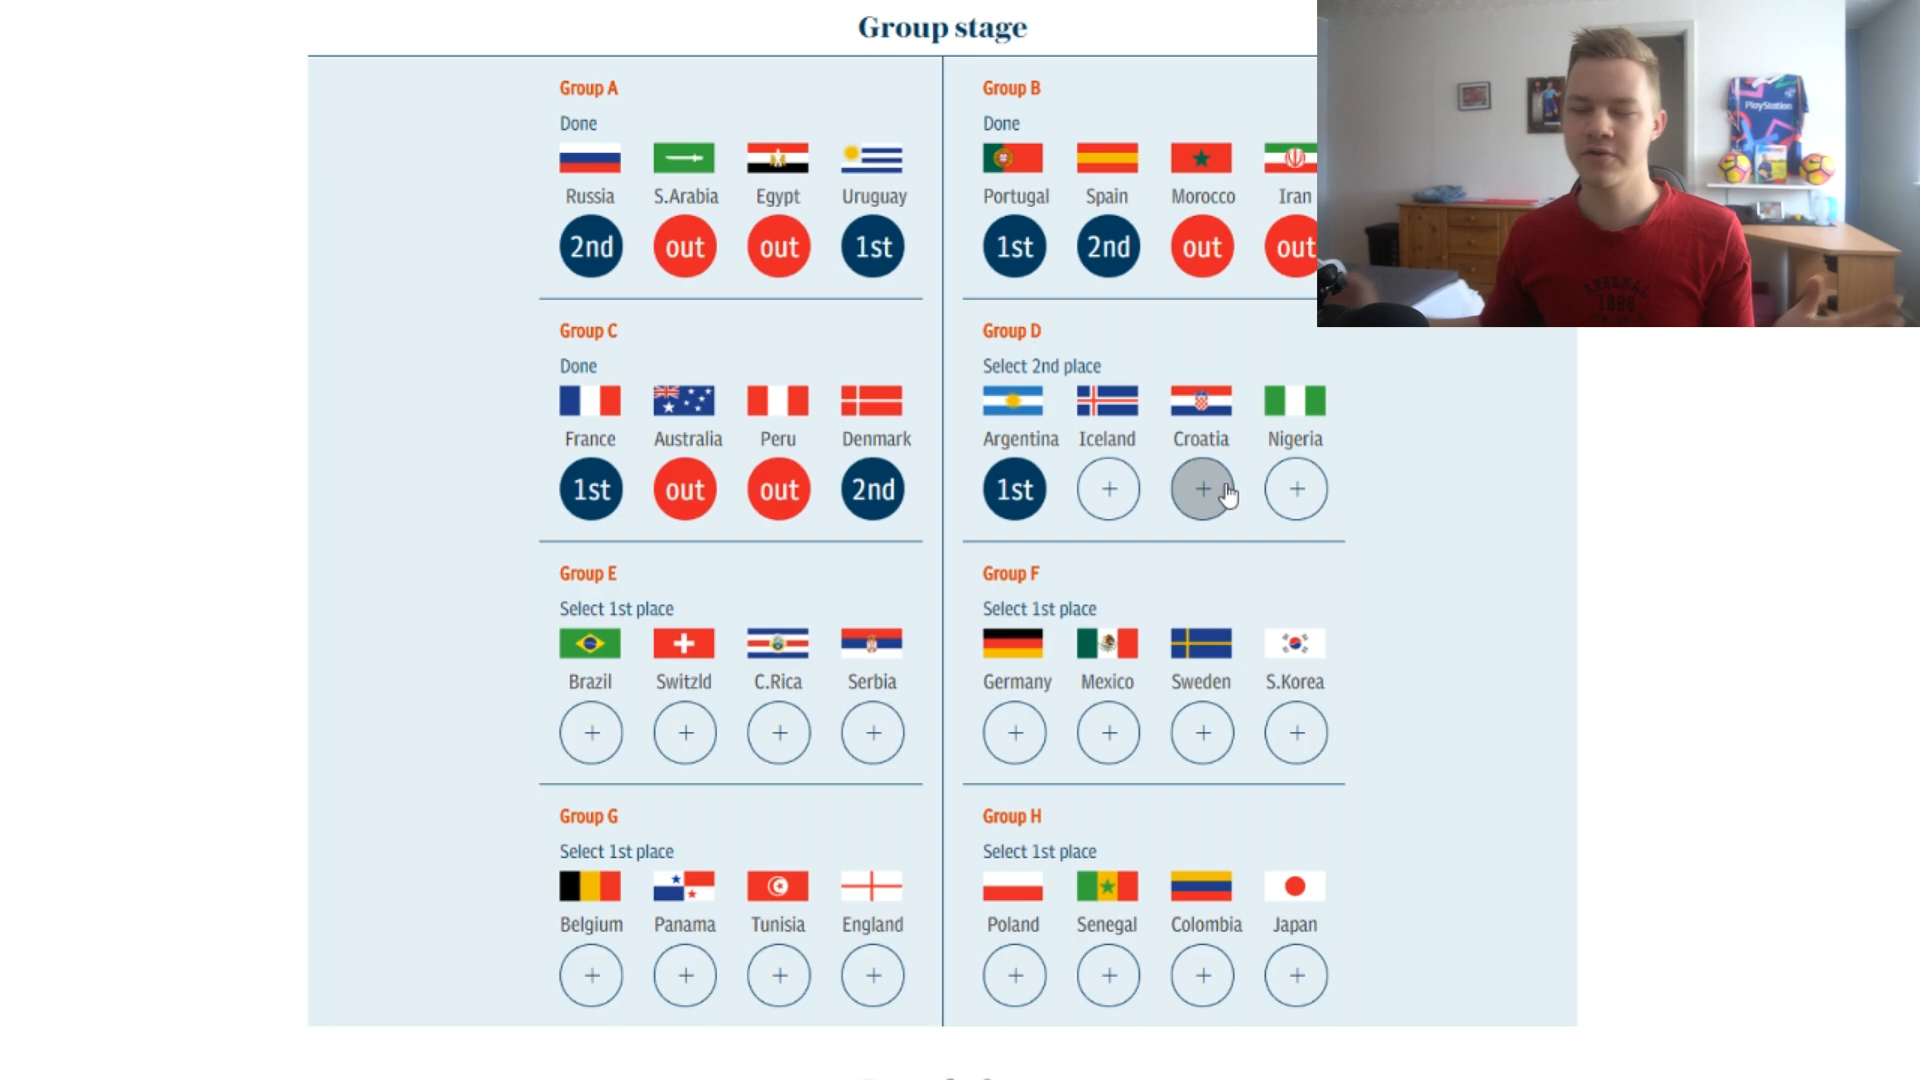 Group stage
Group A
Done
Russia S.Arabia Egypt Uruguay
2nd out out 1st
Group B
Done
Portugal Spain Morocco Iran
1st 2nd out out
Group C
Done
France Australia Peru Denmark
1st out out 2nd
Group D
Select 2nd place
Argentina Iceland Croatia Nigeria
1st + + +
Group E
Select 1st place
Brazil Switzld C.Rica Serbia
+ + + +
Group F
Select 1st place
Germany Mexico Sweden S.Korea
+ + + +
Group G
Select 1st place
Belgium Panama Tunisia England
+ + + +
Group H
Select 1st place
Poland Senegal Colombia Japan
+ + + +
PlayStation
ARSENAL
1886